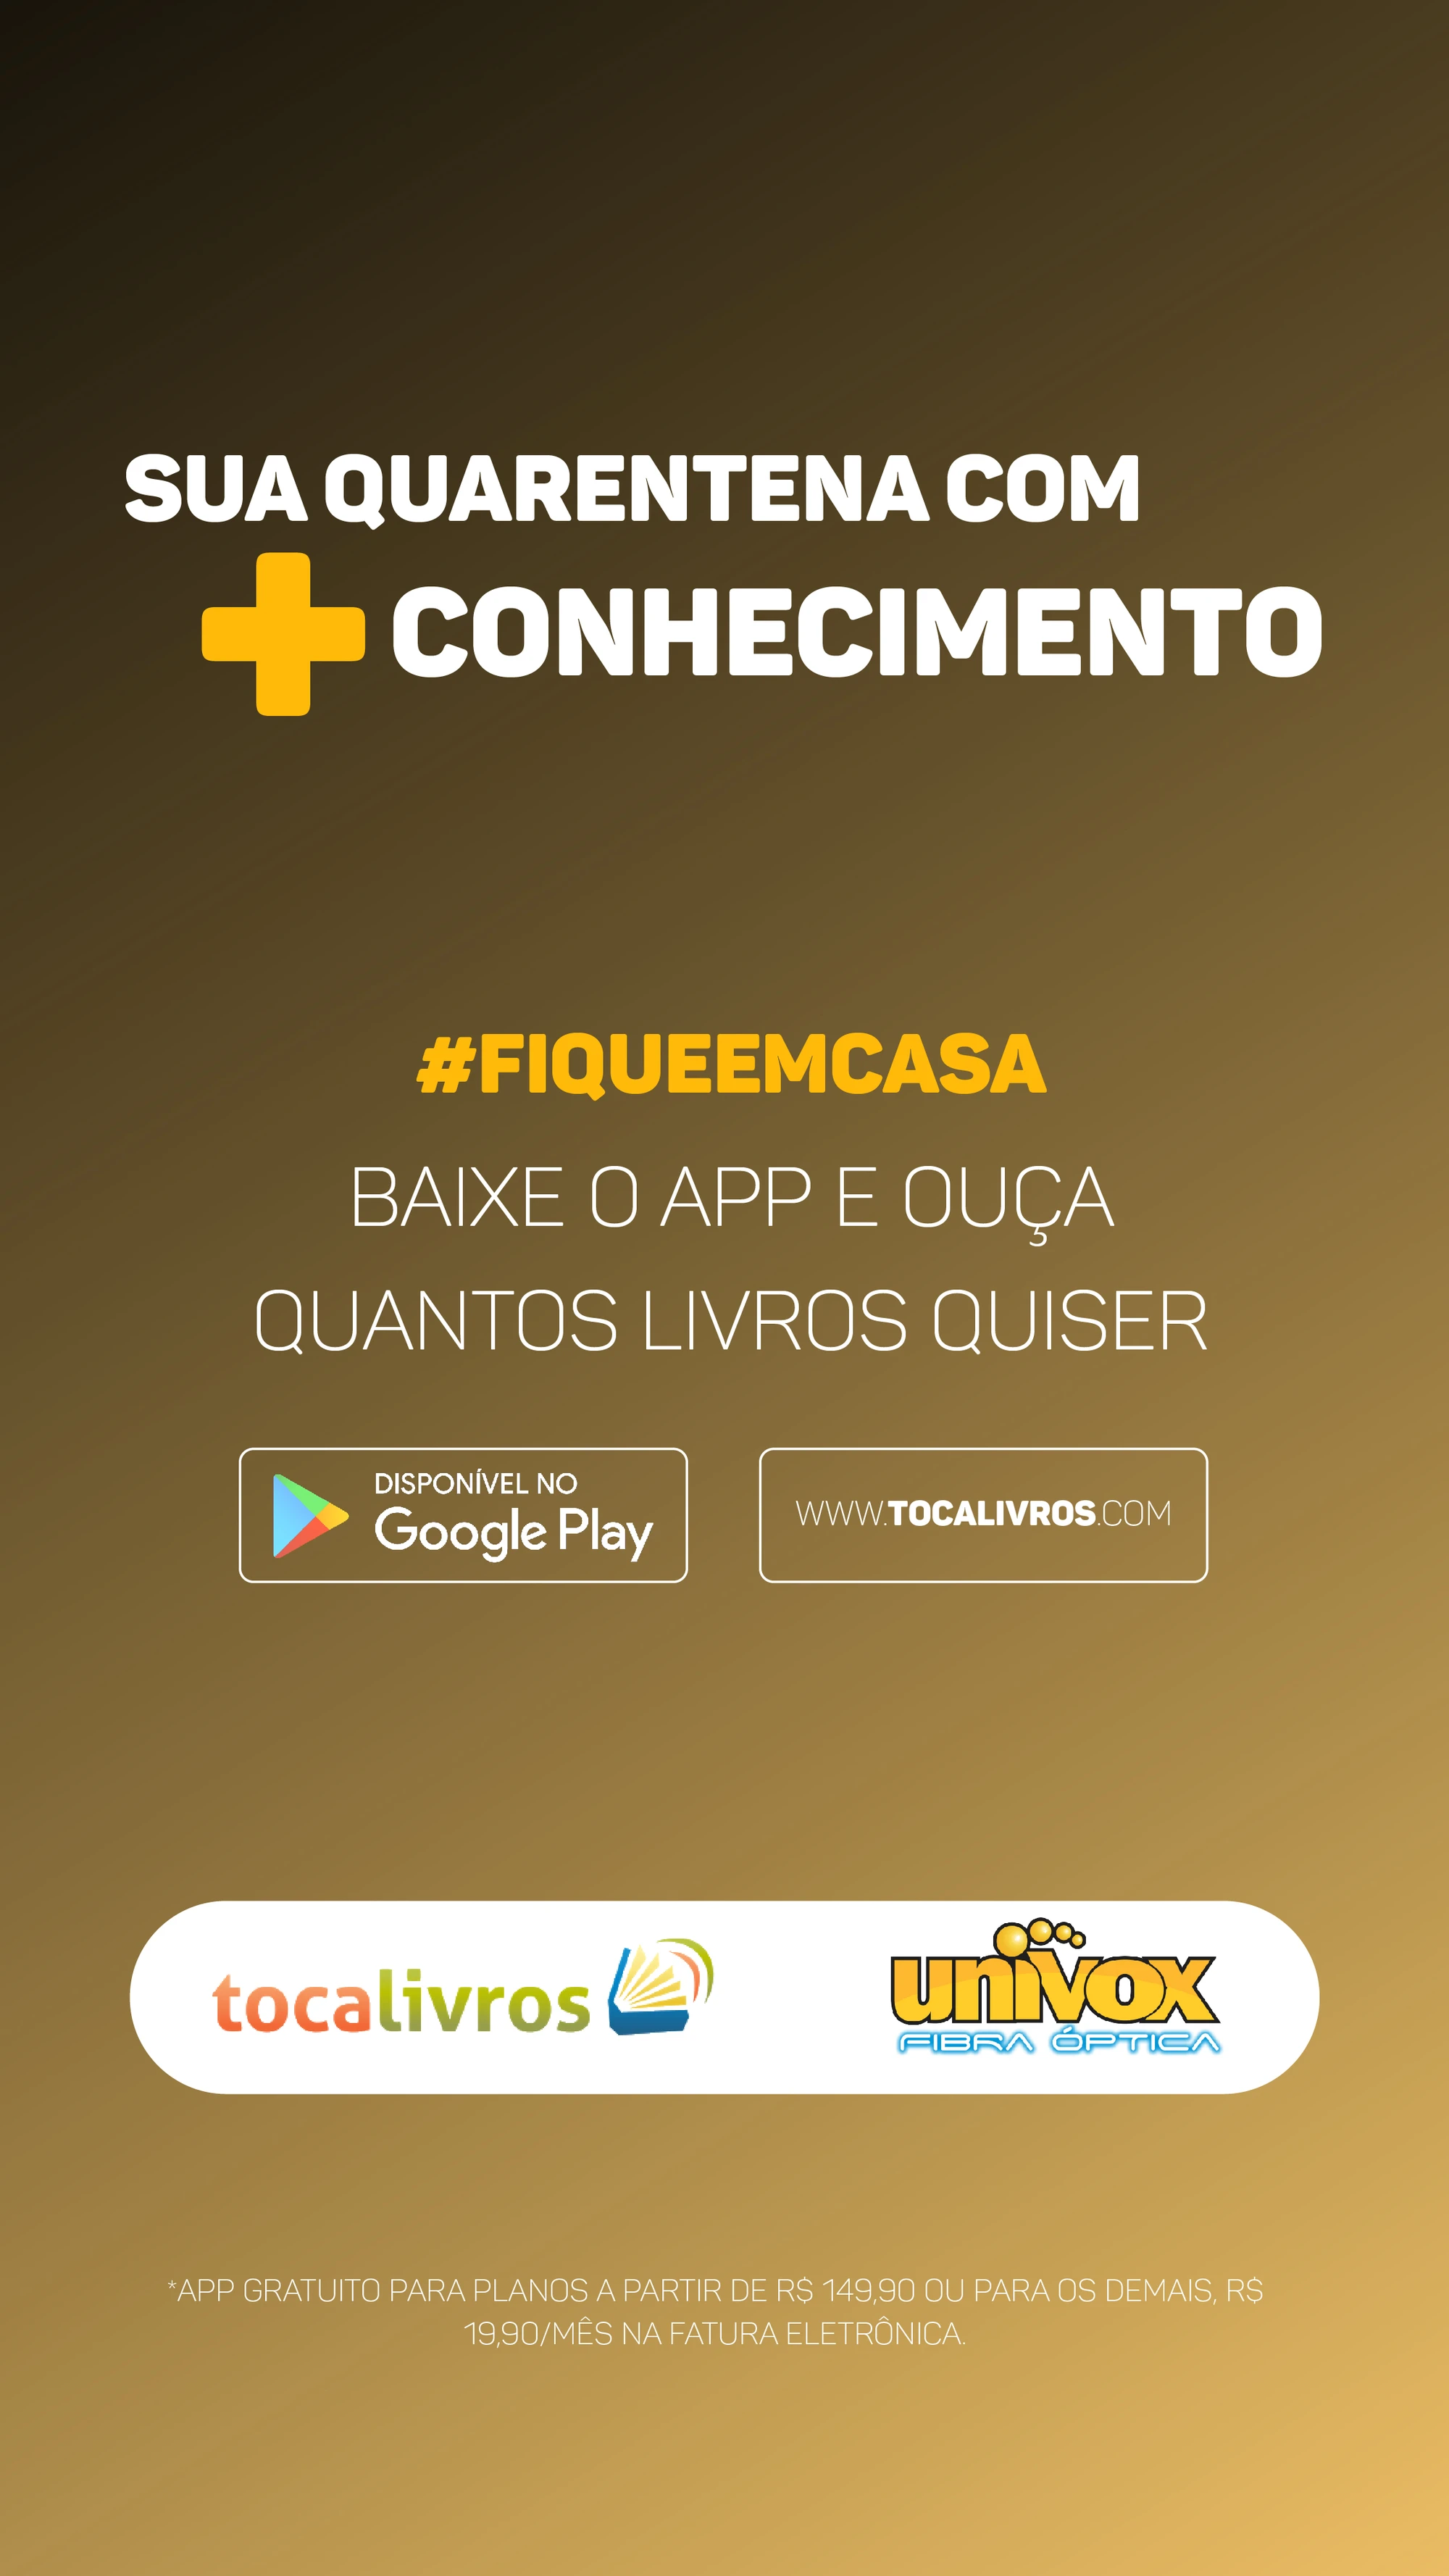 SUA QUARENTENA COM
+ CONHECIMENTO
#FIQUEEMCASA
BAIXE O APP E OUÇA
QUANTOS LIVROS QUISER
DISPONÍVEL NO
Google Play
WWW.TOCALIVROS.COM
tocalivros
univox
FIBRA ÓPTICA
*APP GRATUITO PARA PLANOS A PARTIR DE R$ 149,90 OU PARA OS DEMAIS, R$
19,90/MÊS NA FATURA ELETRÔNICA.